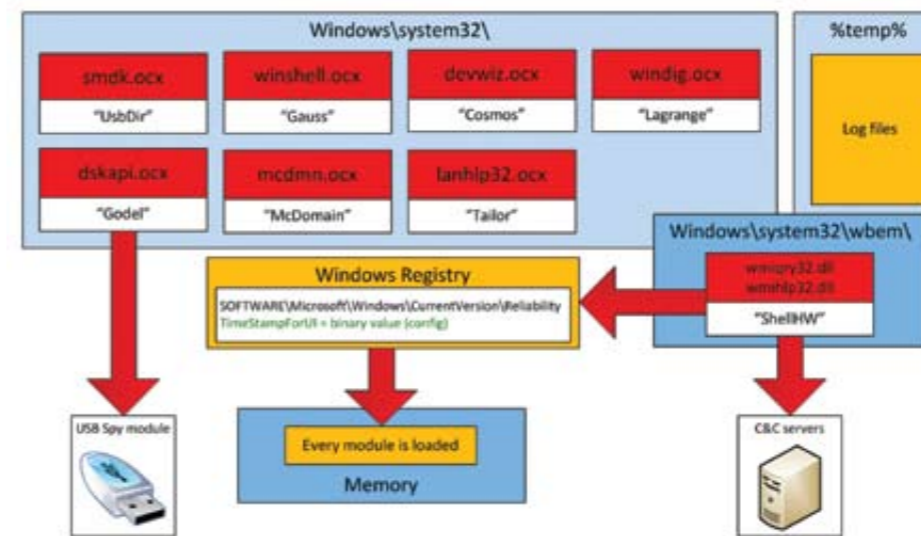 Windows\system32\
smdk.ocx
"UsbDir"
winshell.ocx
"Gauss"
devwiz.ocx
"Cosmos"
windig.ocx
"Lagrange"
dskapi.ocx
"Godel"
mcdmn.ocx
"McDomain"
lanhlp32.ocx
"Tailor"
%temp%
Log files
Windows\system32\wbem\
wmiqry32.dll
wmihlp32.dll
"ShellHW"
Windows Registry
SOFTWARE\Microsoft\Windows\CurrentVersion\Reliability
TimeStampForUI = binary value (config)
USB Spy module
Every module is loaded
Memory
C&C servers